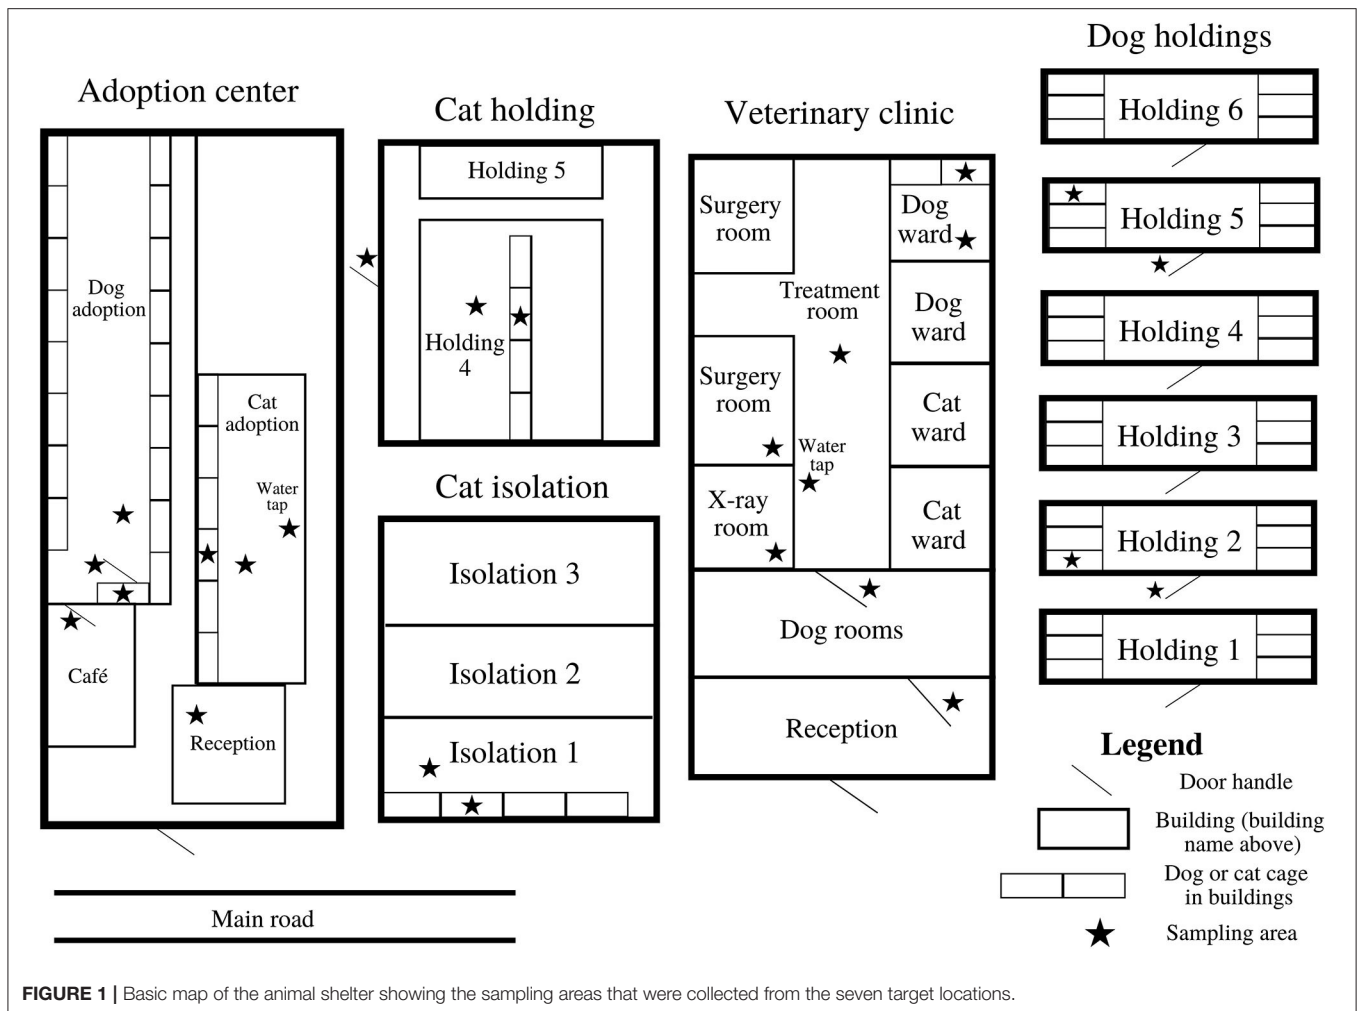 Adoption center
Dog
adoption
Cat
adoption
Water
tap
Café
Reception
Main road
Cat holding
Holding 5
Holding
4
Cat isolation
Isolation 3
Isolation 2
Isolation 1
Veterinary clinic
Surgery
room
Dog
ward
Treatment
room
Dog
ward
Surgery
room
Cat
ward
Water
tap
X-ray
room
Cat
ward
Dog rooms
Reception
Dog holdings
Holding 6
Holding 5
Holding 4
Holding 3
Holding 2
Holding 1
Legend
Door handle
Building (building
name above)
Dog or cat cage
in buildings
Sampling area
FIGURE 1 | Basic map of the animal shelter showing the sampling areas that were collected from the seven target locations.